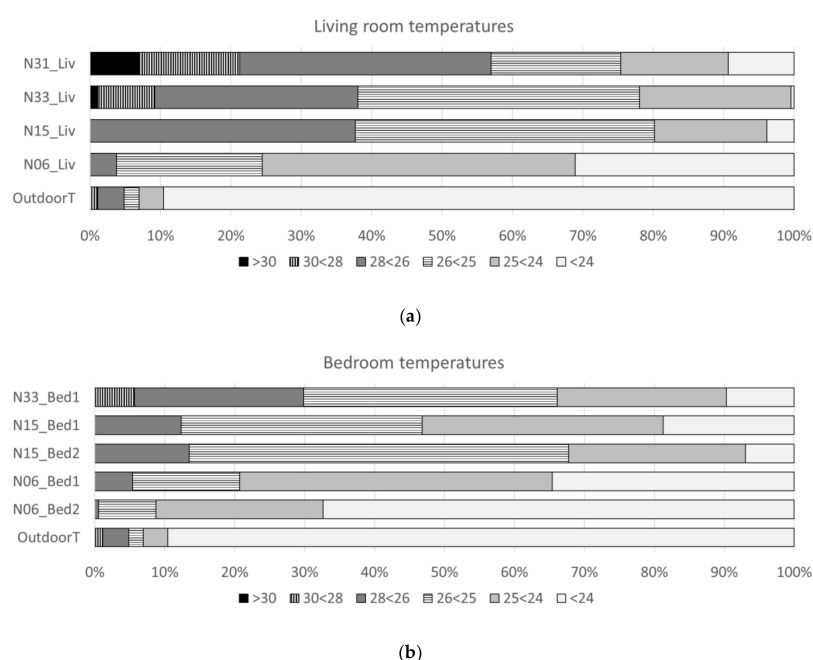 Living room temperatures
N31_Liv
N33_Liv
N15_Liv
N06_Liv
OutdoorT
0% 10% 20% 30% 40% 50% 60% 70% 80% 90% 100%
>30 30<28 28<26 26<25 25<24 <24
(a)
Bedroom temperatures
N33_Bed1
N15_Bed1
N15_Bed2
N06_Bed1
N06_Bed2
OutdoorT
0% 10% 20% 30% 40% 50% 60% 70% 80% 90% 100%
>30 30<28 28<26 26<25 25<24 <24
(b)